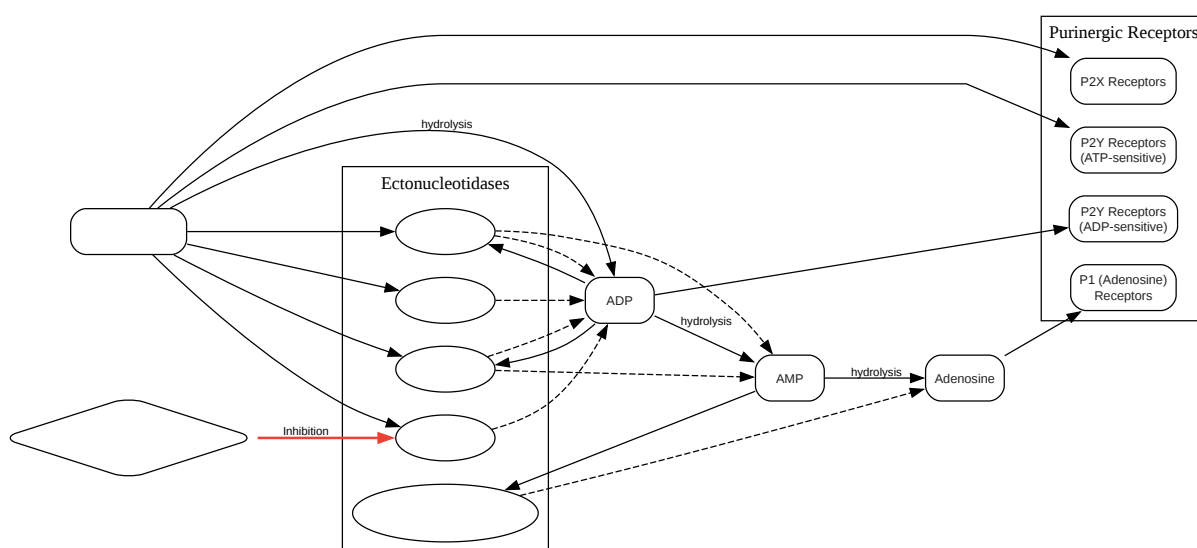 Purinergic Receptors
P2X Receptors
hydrolysis
P2Y Receptors
(ATP-sensitive)
Ectonucleotidases
P2Y Receptors
(ADP-sensitive)
P1 (Adenosine)
Receptors
ADP
hydrolysis
AMP
hydrolysis
Adenosine
Inhibition